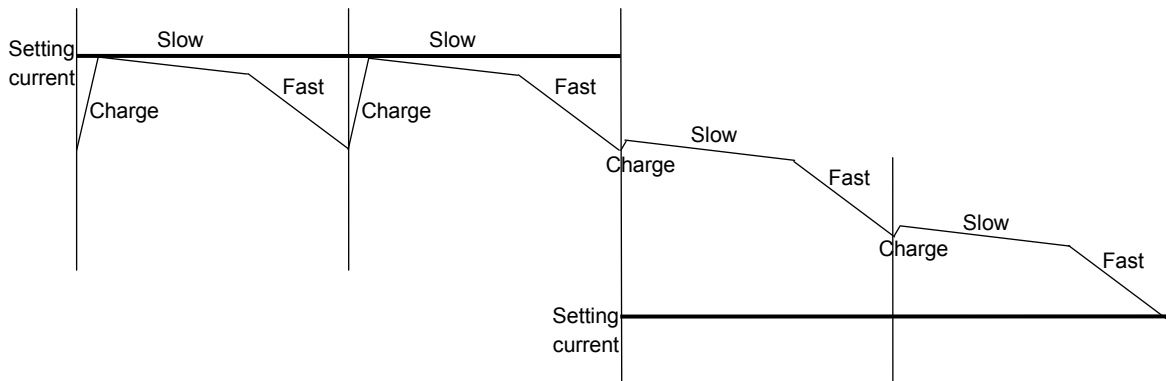 Slow
Slow
Setting
current
Fast
Fast
Charge
Charge
Slow
Charge
Fast
Slow
Charge
Fast
Setting
current